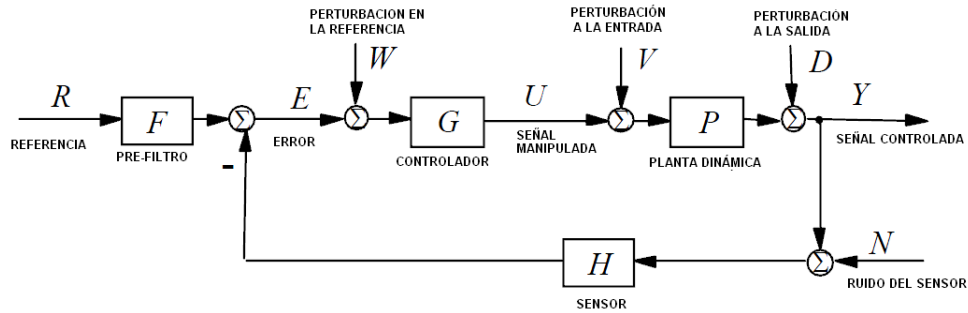 PERTURBACION EN
LA REFERENCIA
PERTURBACIÓN
A LA ENTRADA
PERTURBACIÓN
A LA SALIDA
W
V
D
R
E
U
Y
F
Σ
Σ
G
Σ
P
Σ
REFERENCIA
PRE-FILTRO
ERROR
CONTROLADOR
SEÑAL
MANIPULADA
PLANTA DINÁMICA
SEÑAL CONTROLADA
-
H
Σ
N
SENSOR
RUIDO DEL SENSOR